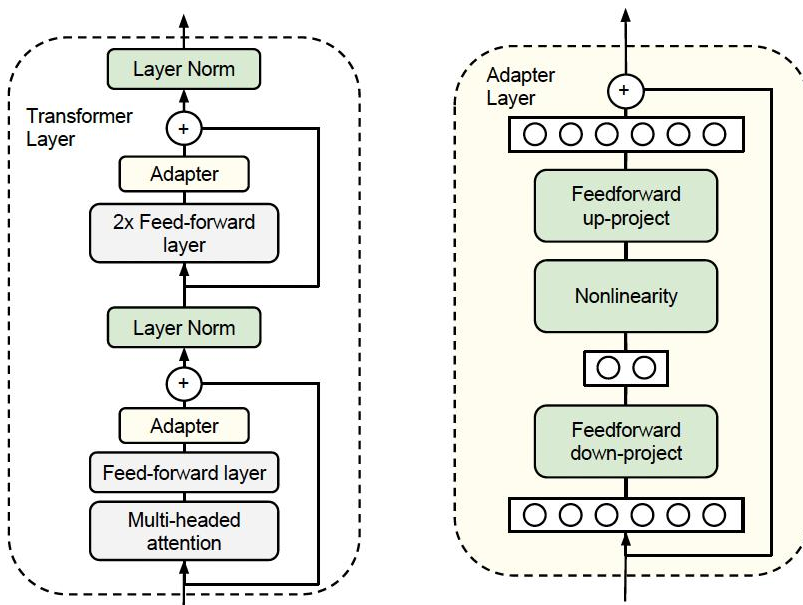 Transformer
Layer
Layer Norm
+
Adapter
2x Feed-forward
layer
Layer Norm
+
Adapter
Feed-forward layer
Multi-headed
attention
Adapter
Layer
+
Feedforward
up-project
Nonlinearity
Feedforward
down-project